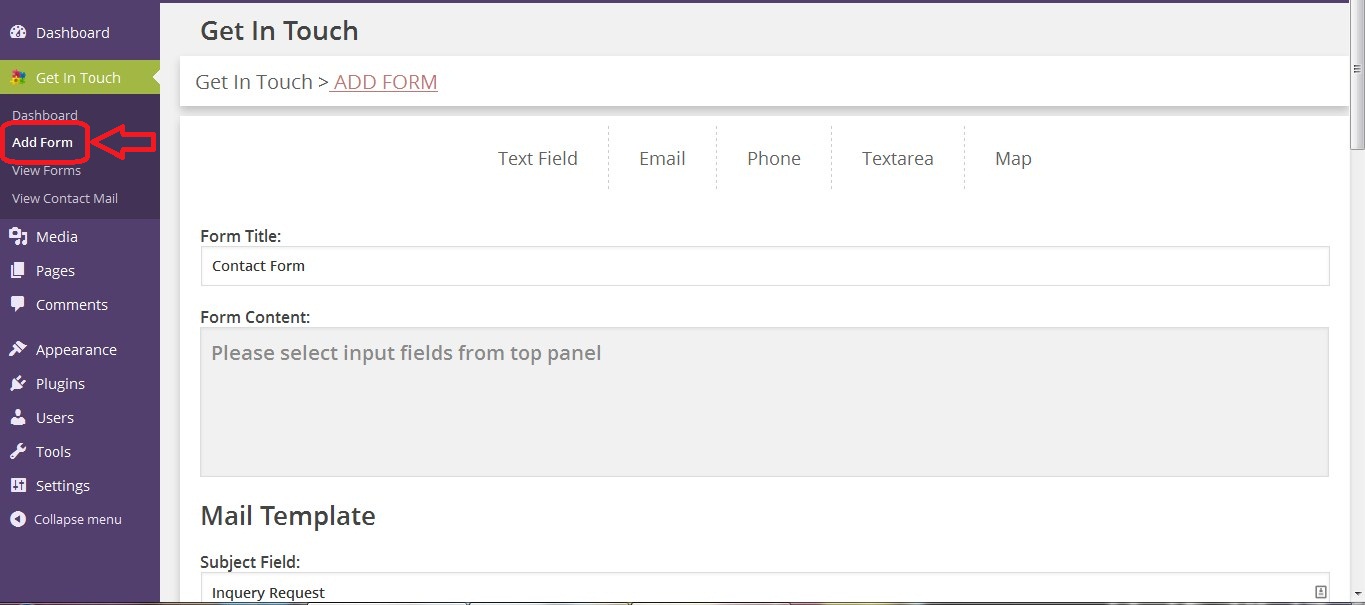 Dashboard
Get In Touch
Dashboard
Add Form
View Forms
View Contact Mail
Media
Pages
Comments
Appearance
Plugins
Users
Tools
Settings
Collapse menu
Get In Touch
Get In Touch > ADD FORM
Text Field Email Phone Textarea Map
Form Title:
Contact Form
Form Content:
Please select input fields from top panel
Mail Template
Subject Field:
Inquery Request